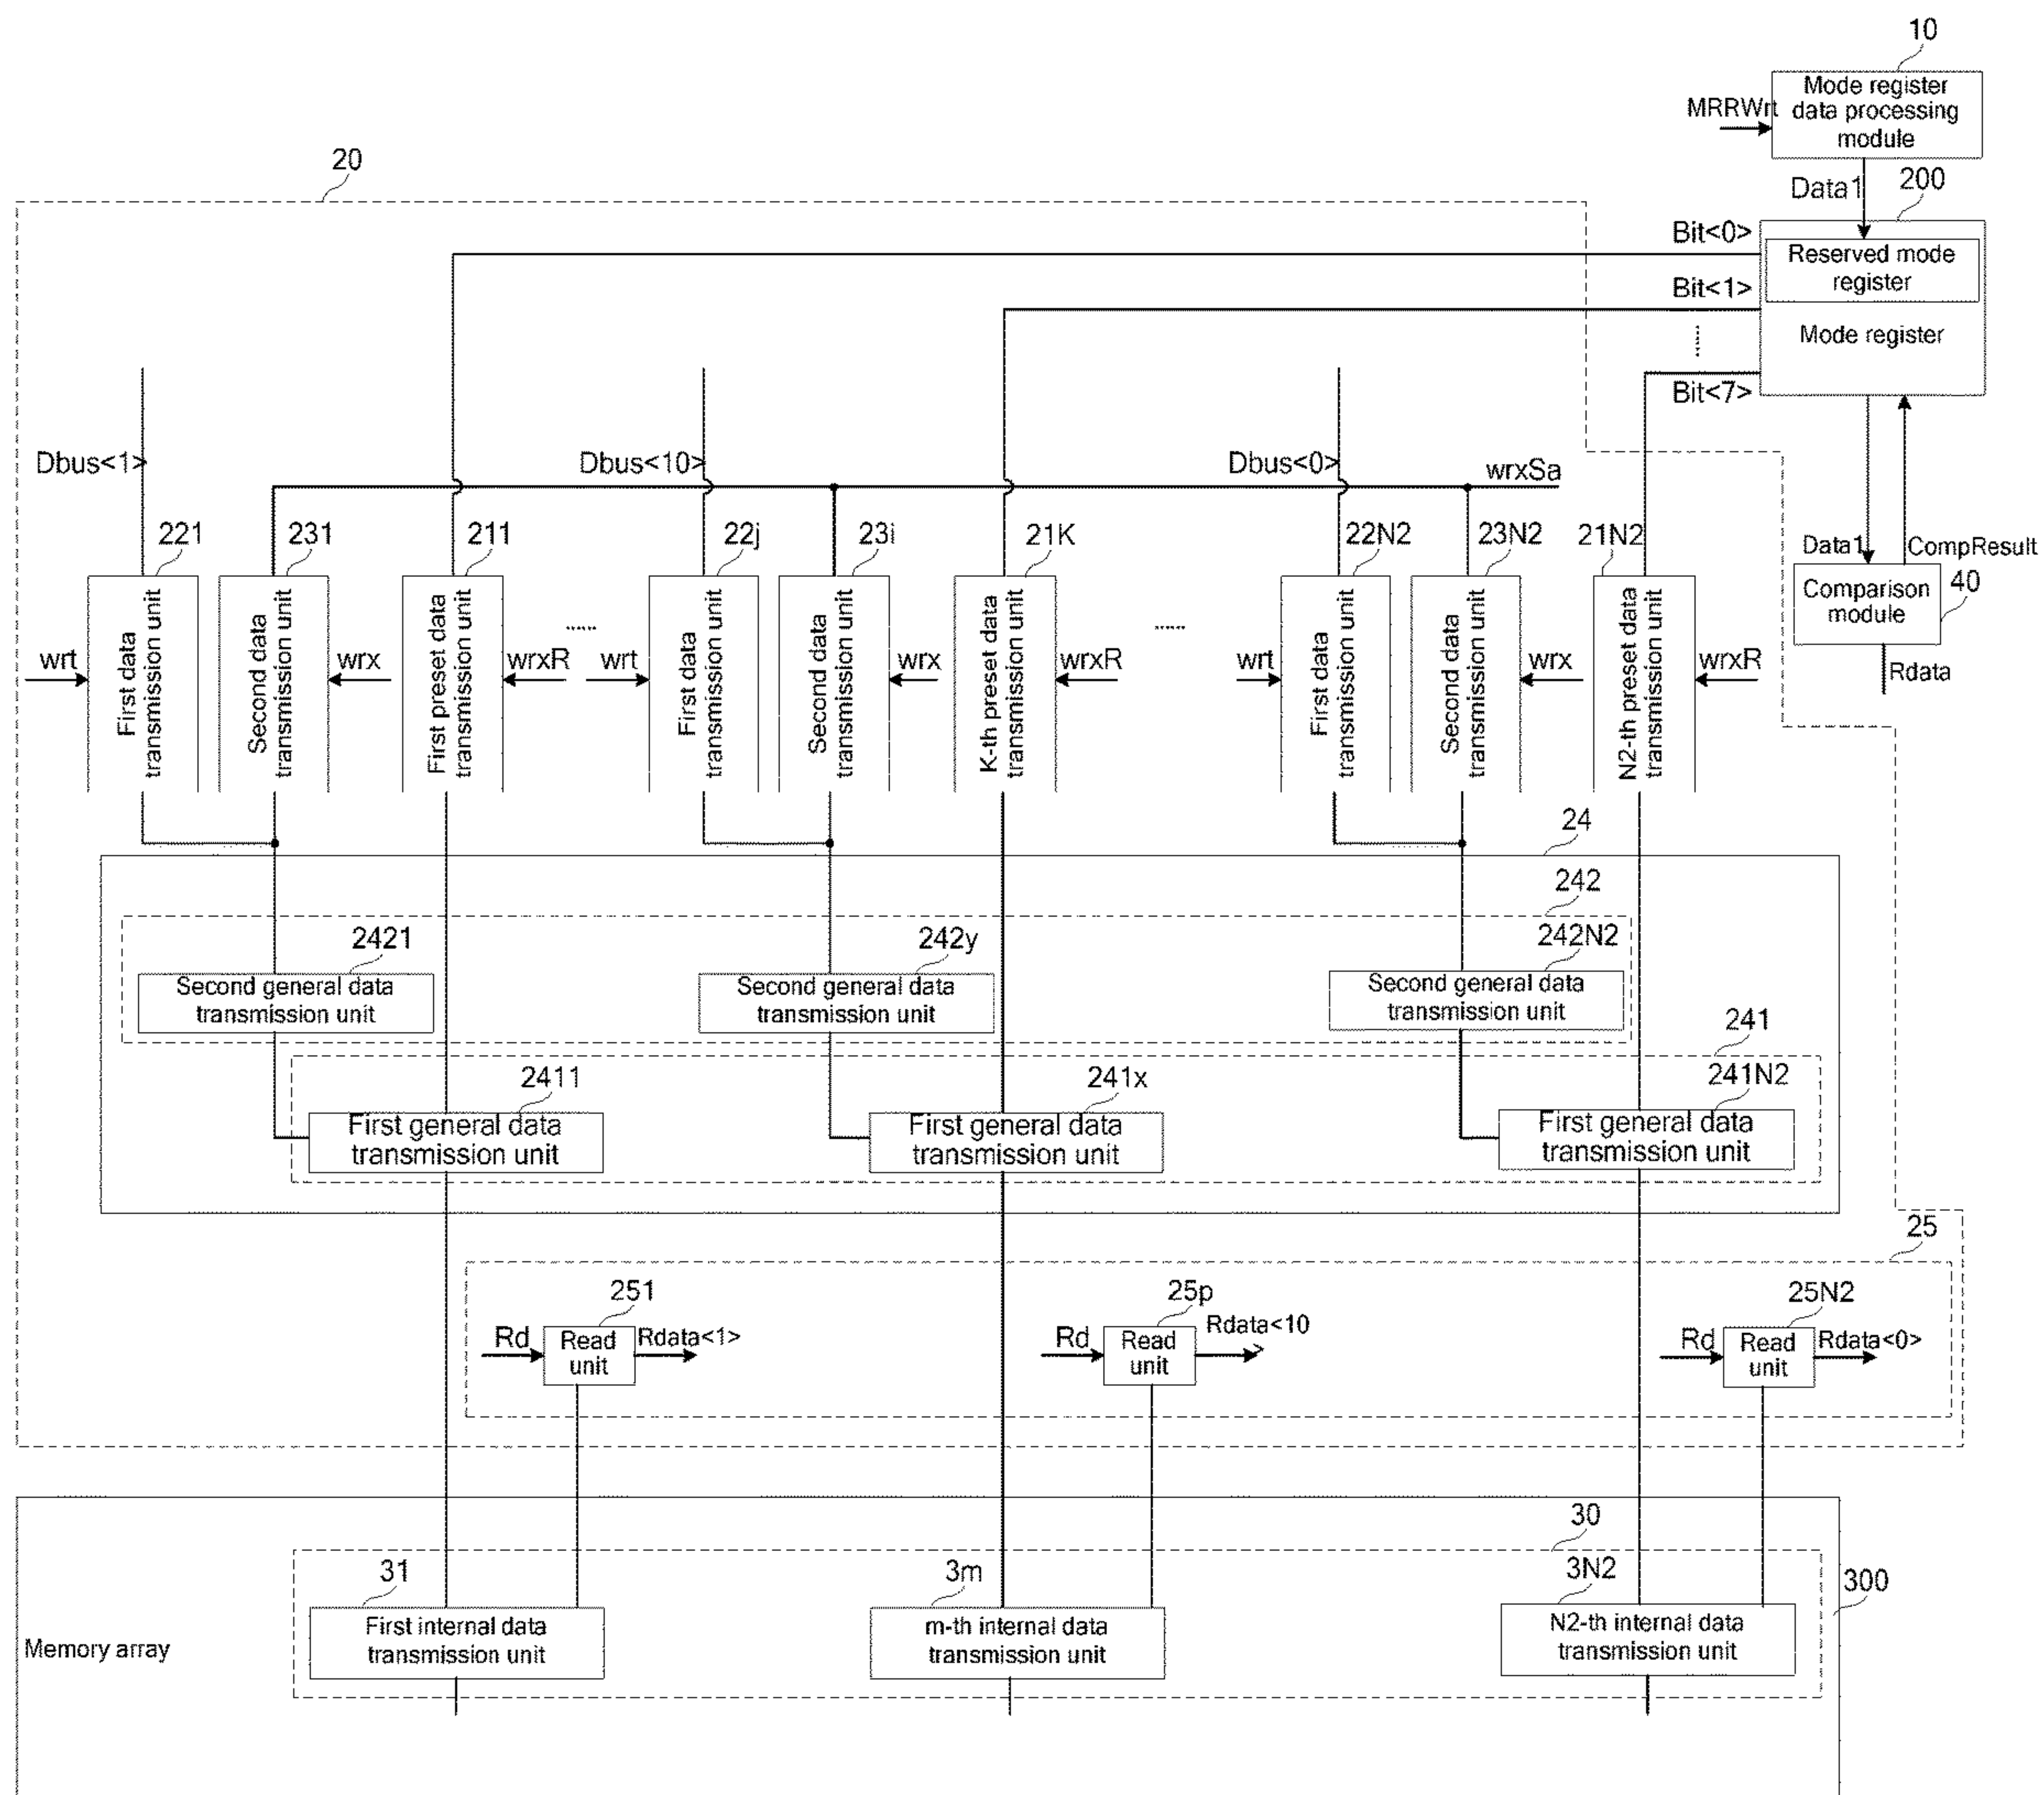 10
Mode register
data processing
module
MRRWrt
20
Data1
200
Bit<0>
Reserved mode
register
Bit<1>
Mode register
Bit<7>
Dbus<1>
Dbus<10>
Dbus<0>
wrxSa
221
231
211
22j
23i
21K
22N2
23N2
21N2
Data1
CompResult
40
Comparison
module
Rdata
First data
transmission unit
Second data
transmission unit
First preset data
transmission unit
First data
transmission unit
Second data
transmission unit
K-th preset data
transmission unit
First data
transmission unit
Second data
transmission unit
N2-th preset data
transmission unit
wrt
wrx
wrxR
......
wrt
wrx
wrxR
......
wrt
wrx
wrxR
24
242
2421
242y
242N2
Second general data
transmission unit
Second general data
transmission unit
Second general data
transmission unit
241
2411
241x
241N2
First general data
transmission unit
First general data
transmission unit
First general data
transmission unit
25
251
25p
25N2
Rd
Read
unit
Rdata<1>
Rd
Read
unit
Rdata<10
>
Rd
Read
unit
Rdata<0>
30
31
3m
3N2
300
First internal data
transmission unit
m-th internal data
transmission unit
N2-th internal data
transmission unit
Memory array